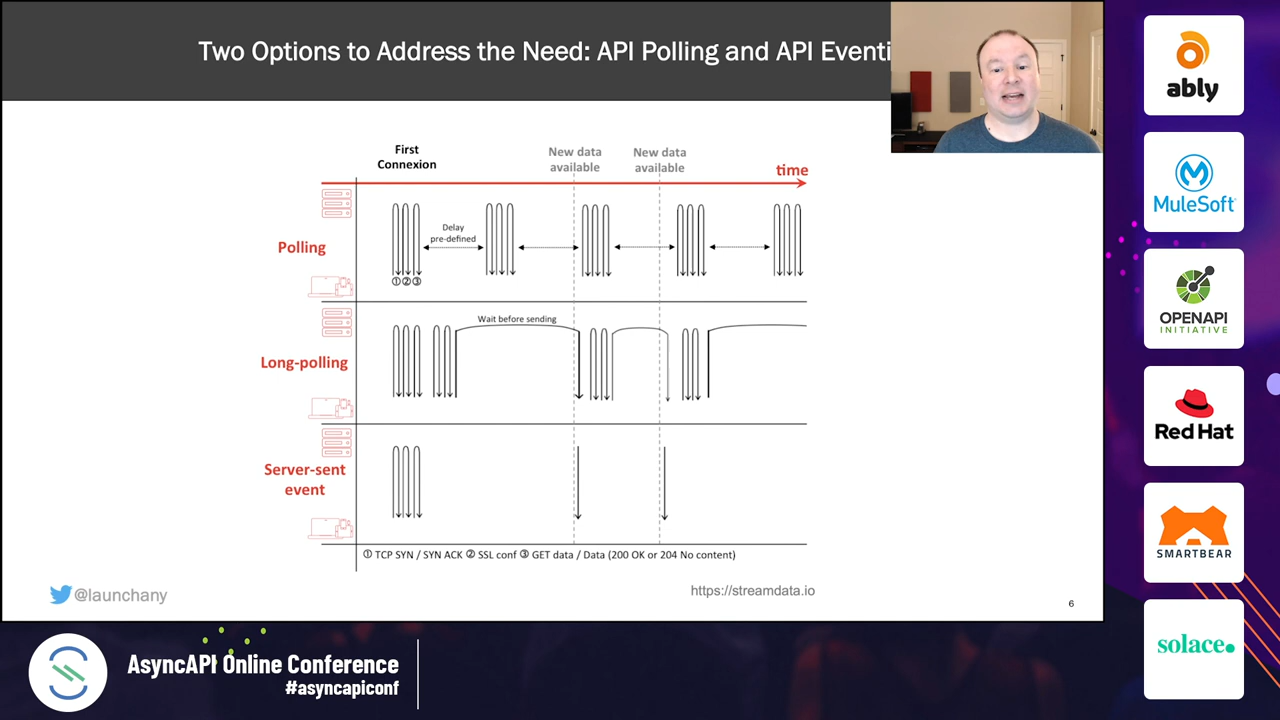 Two Options to Address the Need: API Polling and API Eventi
First
Connexion
New data
available
New data
available
time
Polling
Delay
pre-defined
①②③
Long-polling
Wait before sending
Server-sent
event
① TCP SYN / SYN ACK ② SSL conf ③ GET data / Data (200 OK or 204 No content)
@launchany
https://streamdata.io
6
AsyncAPI Online Conference
#asyncapiconf
ably
MuleSoft
OPENAPI
INITIATIVE
Red Hat
SMARTBEAR
solace.